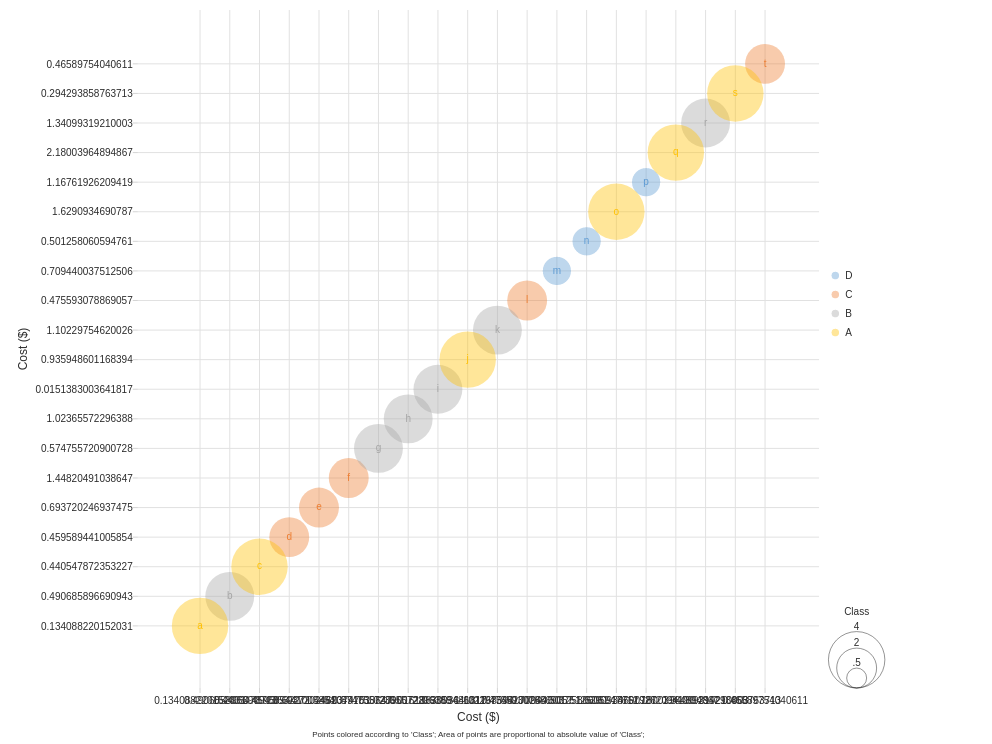 0.46589754040611
t
0.294293858763713
s
1.34099319210003
r
2.18003964894867
q
1.16761926209419
p
1.6290934690787
o
0.501258060594761
n
0.709440037512506
m
0.475593078869057
l
1.10229754620026
k
0.935948601168394
j
0.0151383003641817
i
1.02365572296388
h
0.574755720900728
g
1.44820491038647
f
0.693720246937475
e
0.459589441005854
d
0.440547872353227
c
0.490685896690943
b
0.134088220152031
a
Cost ($)
Cost ($)
Points colored according to 'Class'; Area of points are proportional to absolute value of 'Class';
D
C
B
A
Class
4
2
.5